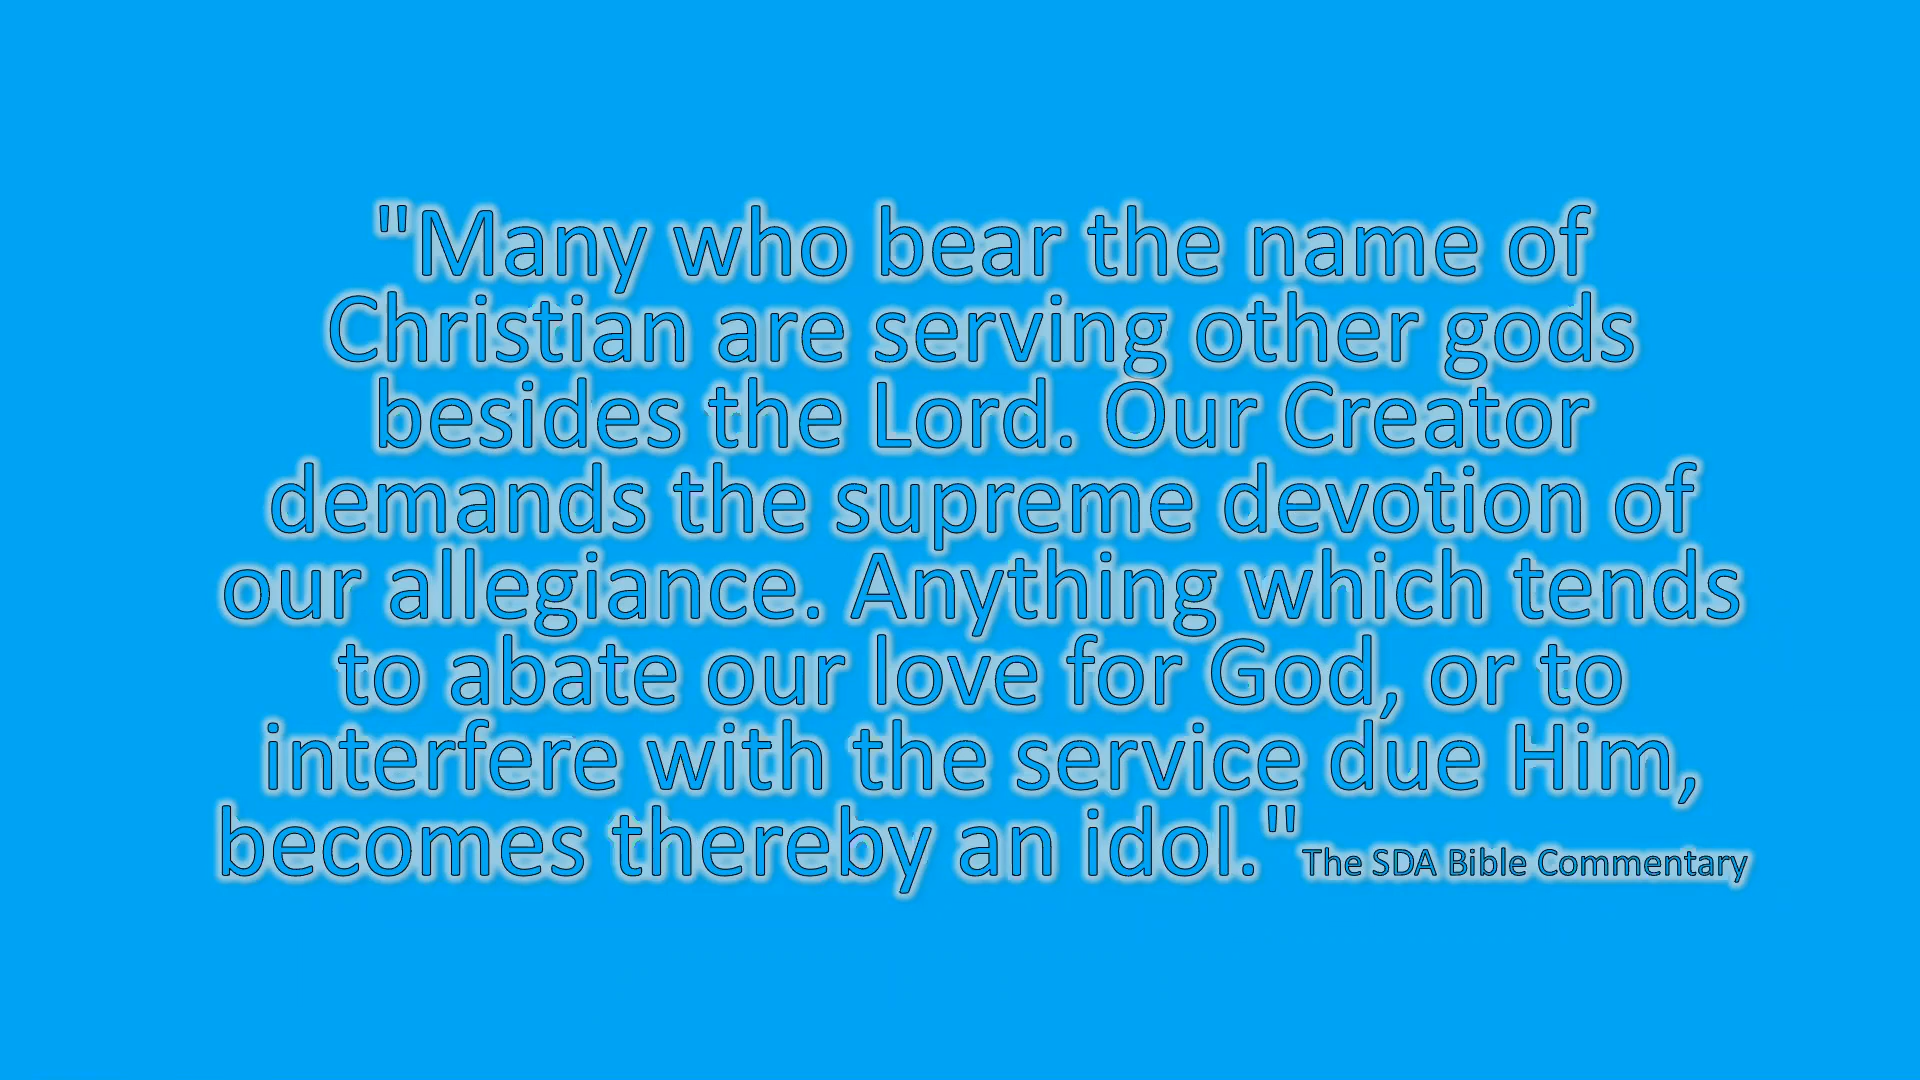 "Many who bear the name of
Christian are serving other gods
besides the Lord. Our Creator
demands the supreme devotion of
our allegiance. Anything which tends
to abate our love for God, or to
interfere with the service due Him,
becomes thereby an idol." The SDA Bible Commentary